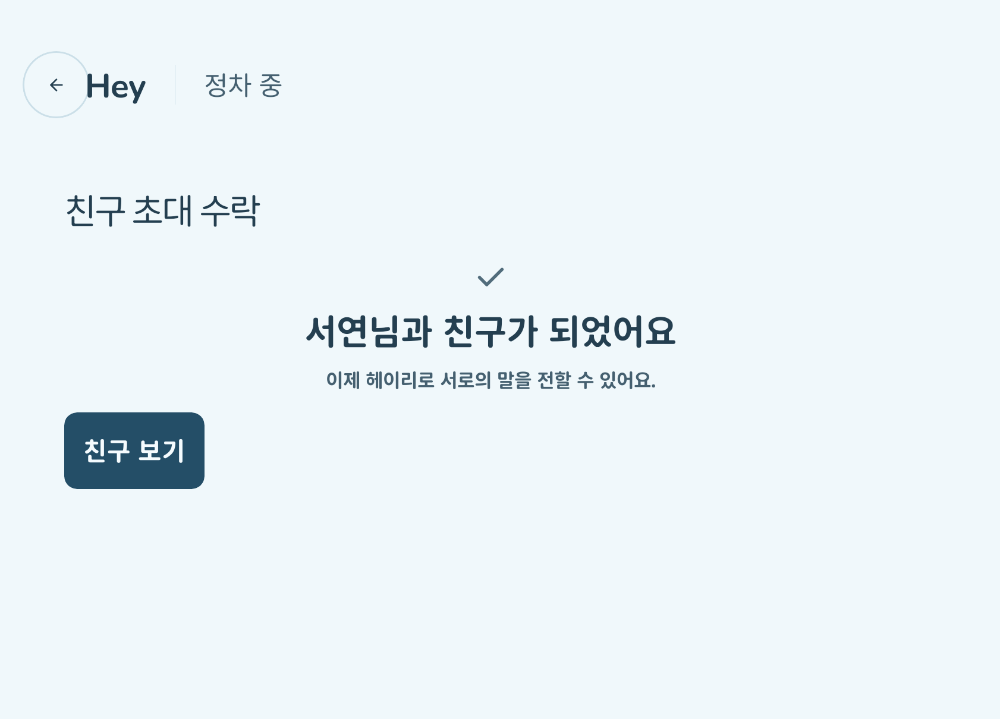 Hey
정차 중
친구 초대 수락
서연님과 친구가 되었어요
이제 헤이리로 서로의 말을 전할 수 있어요.
친구 보기